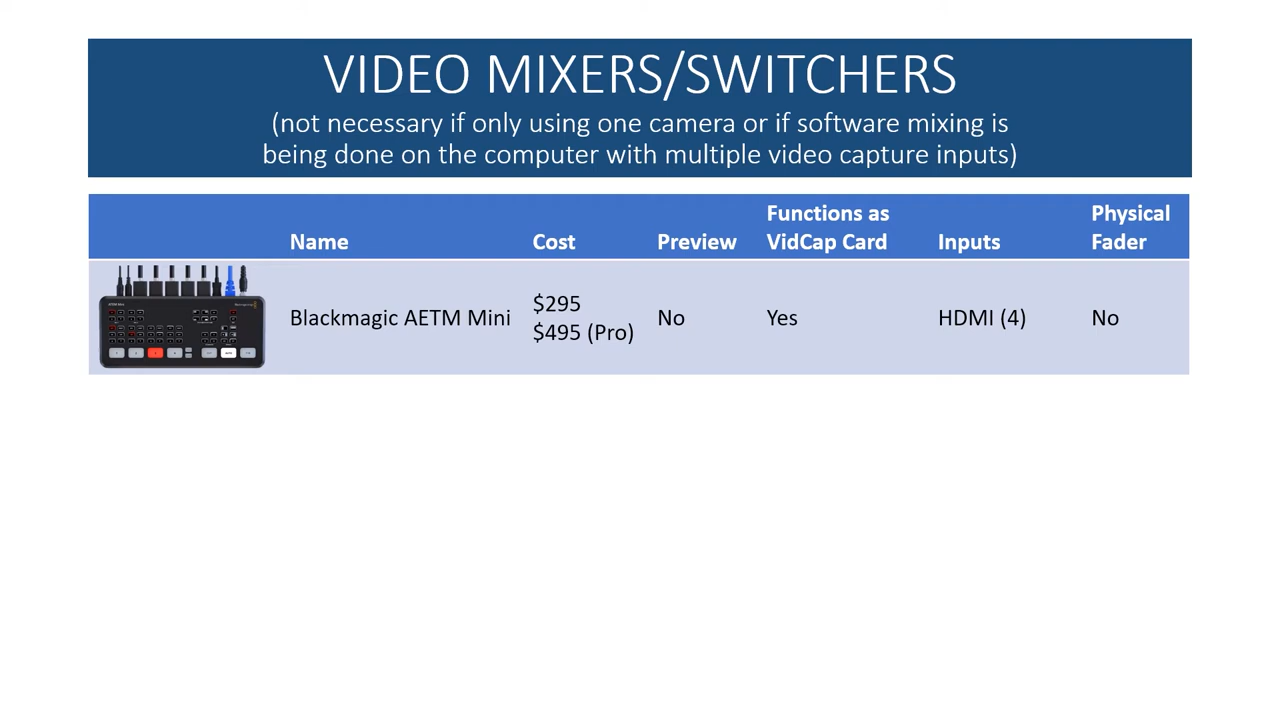 VIDEO MIXERS/SWITCHERS
(not necessary if only using one camera or if software mixing is
being done on the computer with multiple video capture inputs)
Name Cost Preview Functions as VidCap Card Inputs Physical Fader
Blackmagic AETM Mini $295 No Yes HDMI (4) No
$495 (Pro)